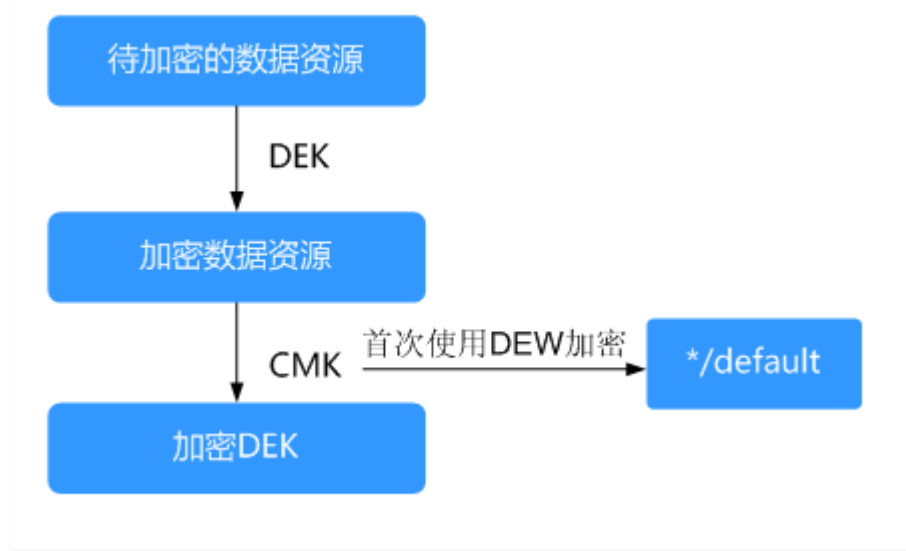 待加密的数据资源
DEK
加密数据资源
首次使用DEW加密
CMK
*/default
加密DEK